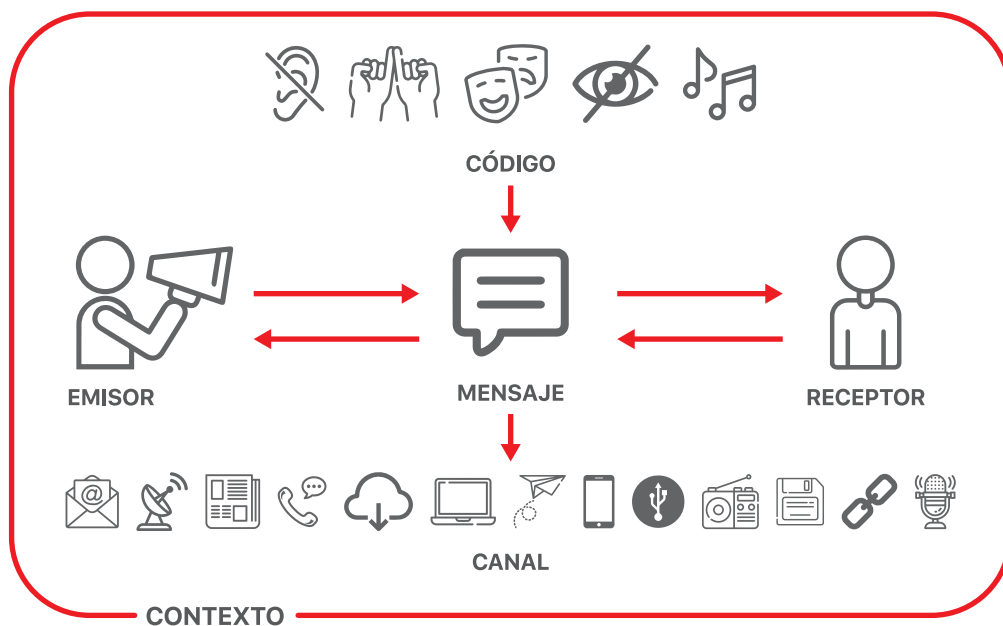 CÓDIGO
EMISOR
MENSAJE
RECEPTOR
@
CANAL
CONTEXTO